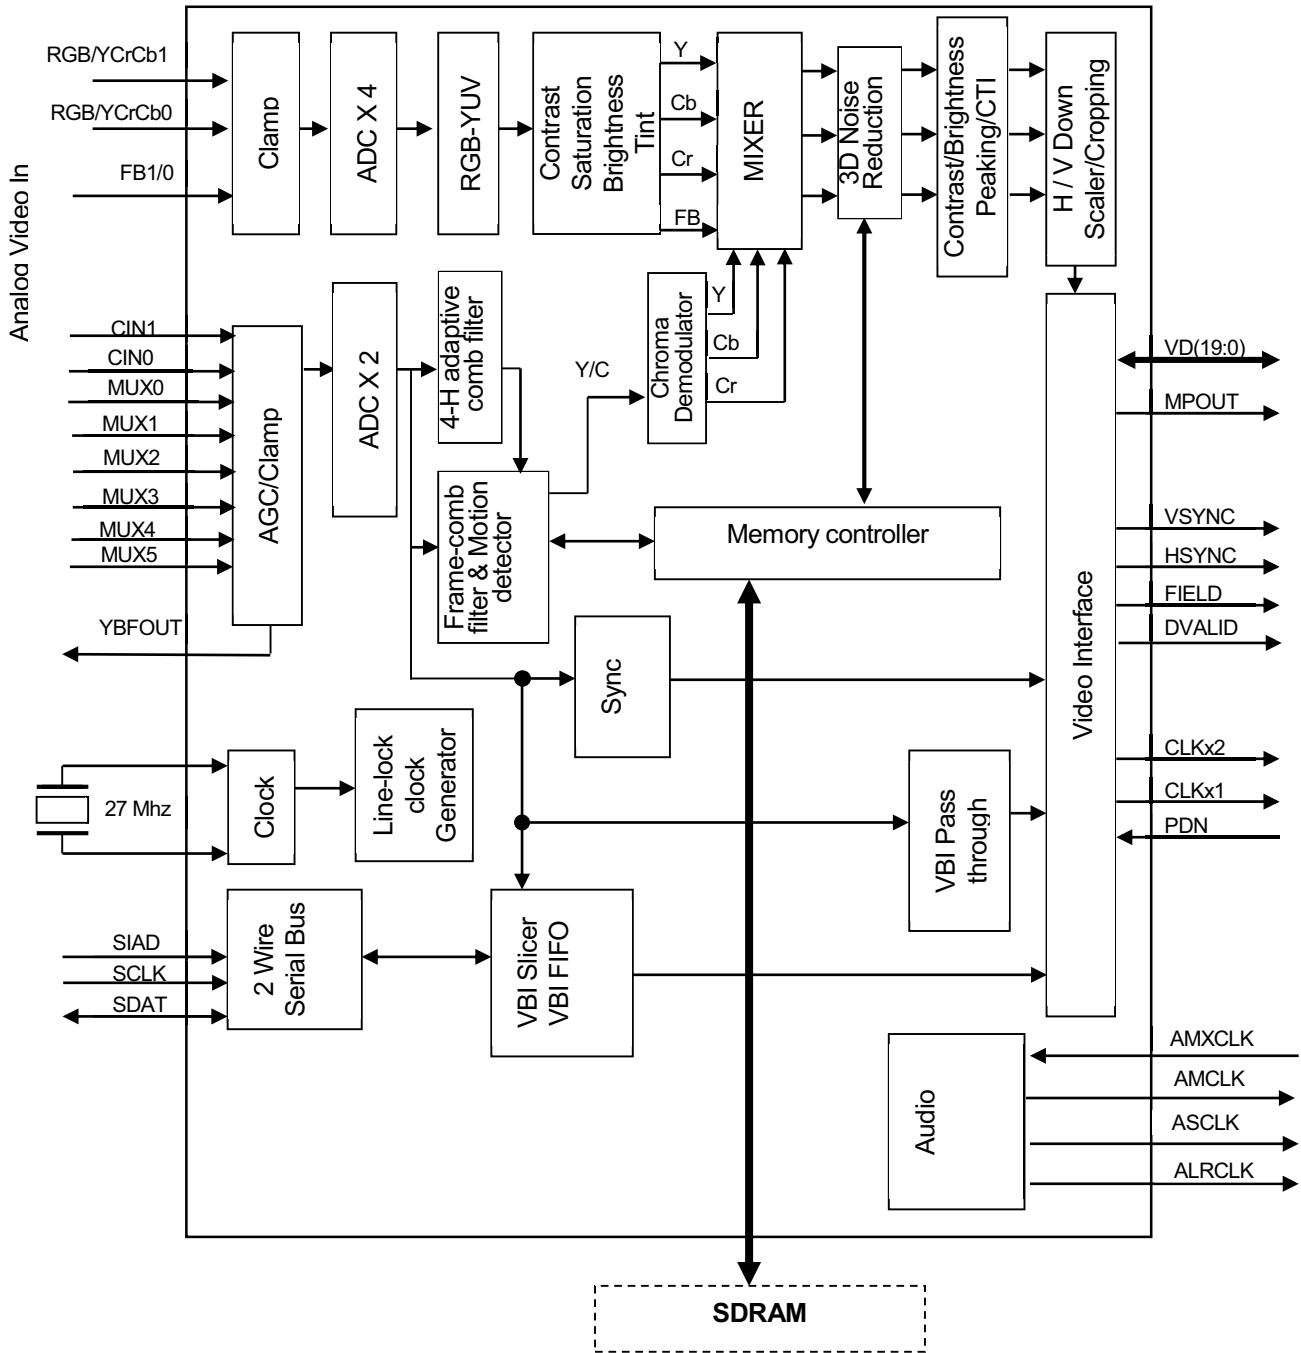 Analog Video In
RGB/YCrCb1
RGB/YCrCb0
FB1/0
Clamp
ADC X 4
RGB-YUV
Contrast
Saturation
Brightness
Tint
Y
Cb
Cr
FB
MIXER
3D Noise
Reduction
Contrast/Brightness
Peaking/CTI
H / V Down
Scaler/Cropping
CIN1
CIN0
MUX0
MUX1
MUX2
MUX3
MUX4
MUX5
YBFOUT
AGC/Clamp
ADC X 2
4-H adaptive
comb filter
Frame-comb
filter & Motion
detector
Y/C
Chroma
Demodulator
Y
Cb
Cr
Memory controller
Sync
Video Interface
VD(19:0)
MPOUT
VSYNC
HSYNC
FIELD
DVALID
CLKx2
CLKx1
PDN
27 Mhz
Clock
Line-lock
clock
Generator
VBI Pass
through
SIAD
SCLK
SDAT
2 Wire
Serial Bus
VBI Slicer
VBI FIFO
Audio
AMXCLK
AMCLK
ASCLK
ALRCLK
SDRAM